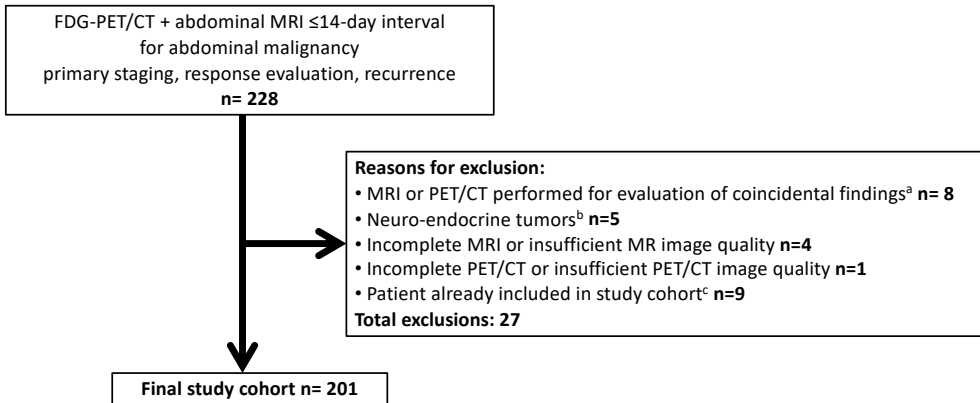 FDG-PET/CT + abdominal MRI ≤14-day interval
for abdominal malignancy
primary staging, response evaluation, recurrence
n= 228
Reasons for exclusion:
• MRI or PET/CT performed for evaluation of coincidental findingsᵃ n= 8
• Neuro-endocrine tumorsᵇ n=5
• Incomplete MRI or insufficient MR image quality n=4
• Incomplete PET/CT or insufficient PET/CT image quality n=1
• Patient already included in study cohortᶜ n=9
Total exclusions: 27
Final study cohort n= 201